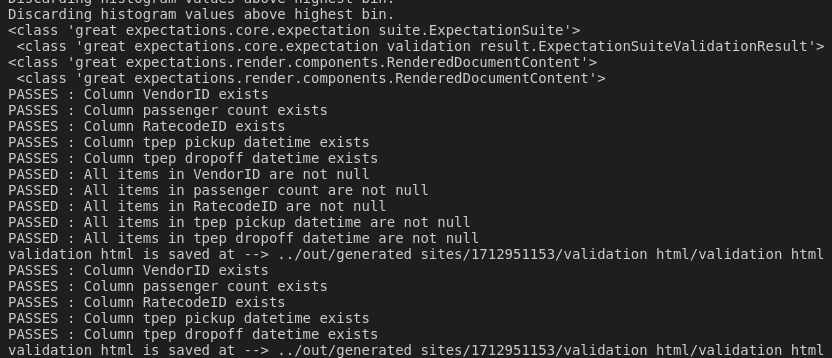 Discarding histogram values above highest bin.
Discarding histogram values above highest bin.
<class 'great expectations.core.expectation suite.ExpectationSuite'>
 <class 'great expectations.core.expectation validation result.ExpectationSuiteValidationResult'>
<class 'great expectations.render.components.RenderedDocumentContent'>
 <class 'great expectations.render.components.RenderedDocumentContent'>
PASSES : Column VendorID exists
PASSES : Column passenger count exists
PASSES : Column RatecodeID exists
PASSES : Column tpep pickup datetime exists
PASSES : Column tpep dropoff datetime exists
PASSED : All items in VendorID are not null
PASSED : All items in passenger count are not null
PASSED : All items in RatecodeID are not null
PASSED : All items in tpep pickup datetime are not null
PASSED : All items in tpep dropoff datetime are not null
validation html is saved at --> ../out/generated sites/1712951153/validation html/validation html
PASSES : Column VendorID exists
PASSES : Column passenger count exists
PASSES : Column RatecodeID exists
PASSES : Column tpep pickup datetime exists
PASSES : Column tpep dropoff datetime exists
validation html is saved at --> ../out/generated sites/1712951153/validation html/validation html